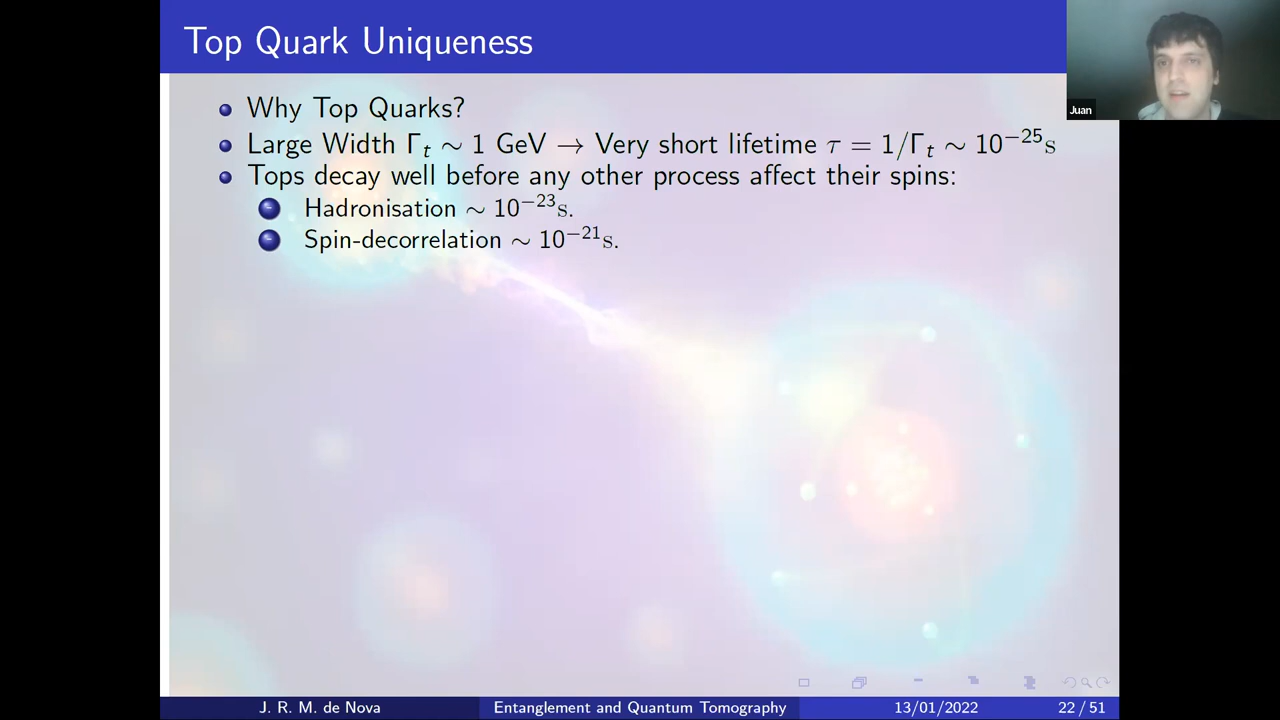 Top Quark Uniqueness
Juan
Why Top Quarks?
Large Width Γₜ ∼ 1 GeV → Very short lifetime τ = 1/Γₜ ∼ 10⁻²⁵s
Tops decay well before any other process affect their spins:
Hadronisation ∼ 10⁻²³s.
Spin-decorrelation ∼ 10⁻²¹s.
J. R. M. de Nova
Entanglement and Quantum Tomography
13/01/2022
22 / 51